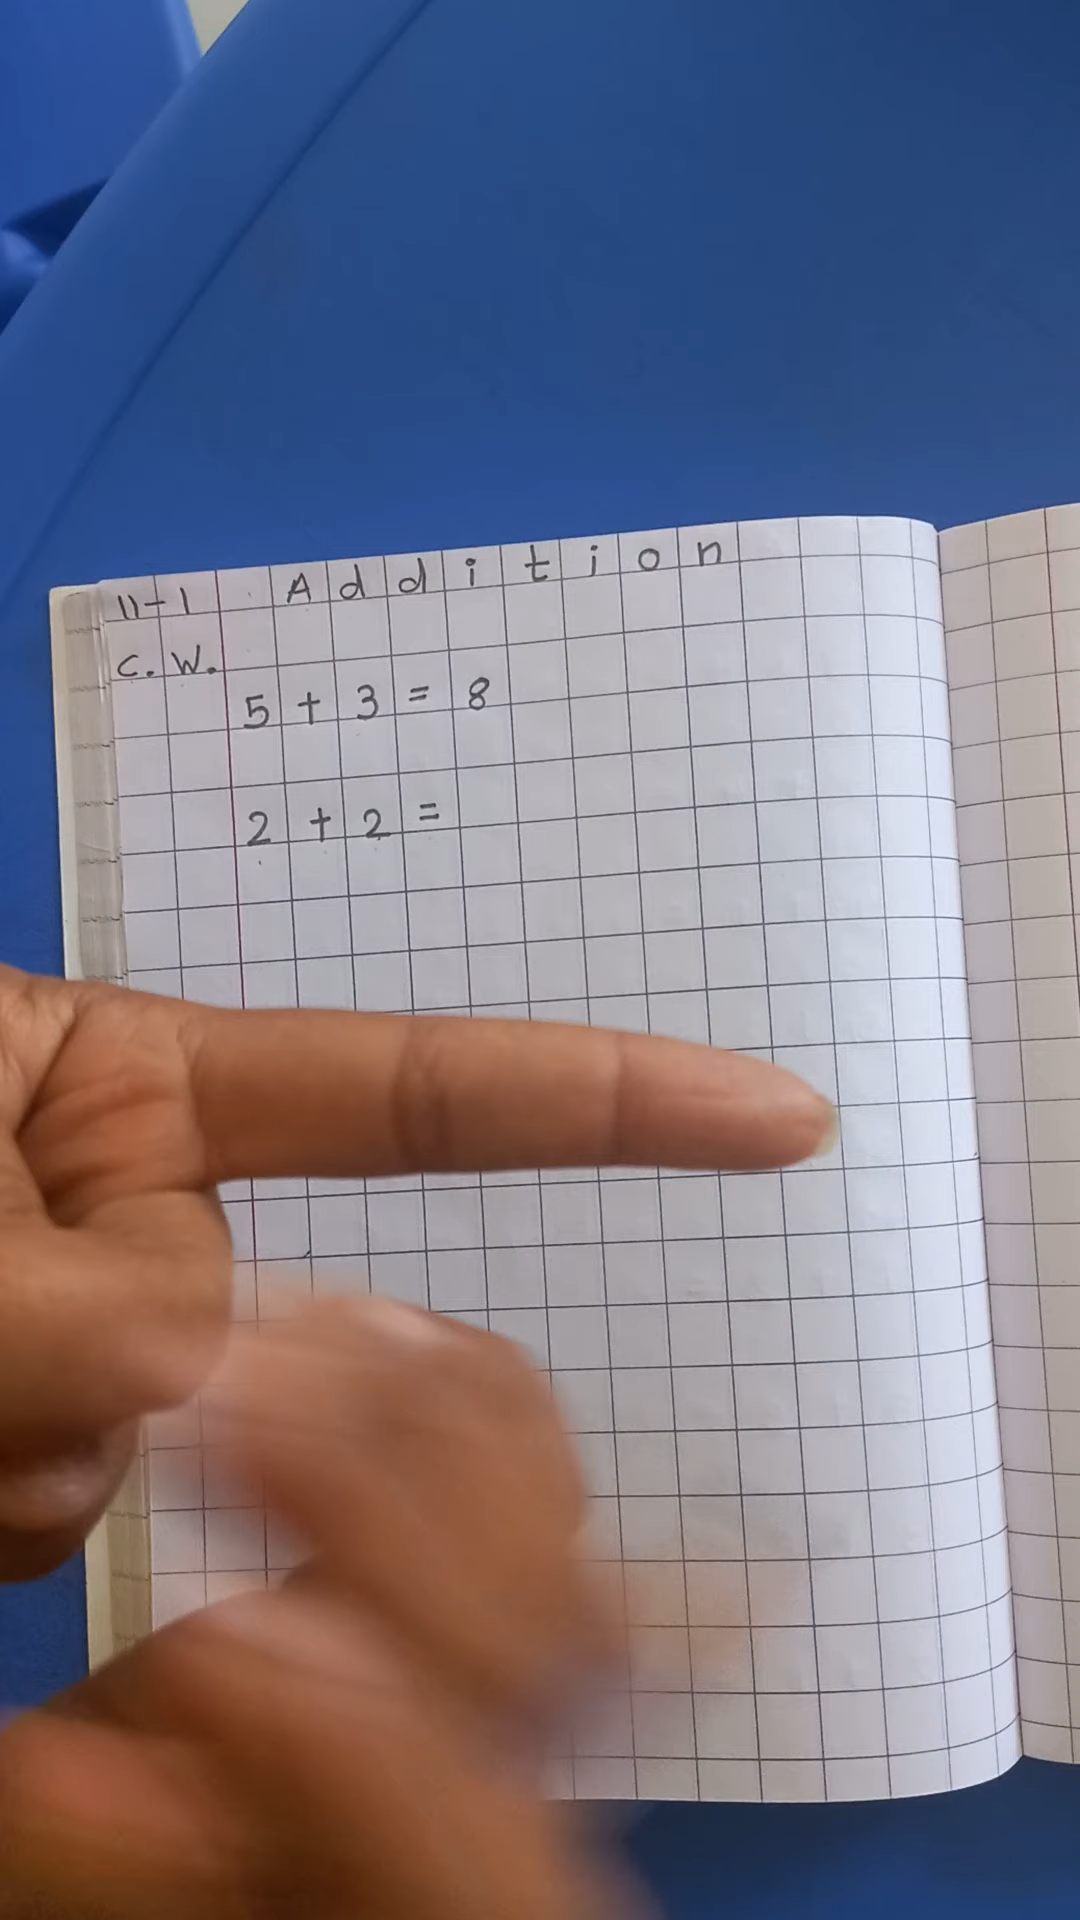 11-1 Addition
C.W.
5 + 3 = 8
2 + 2 =